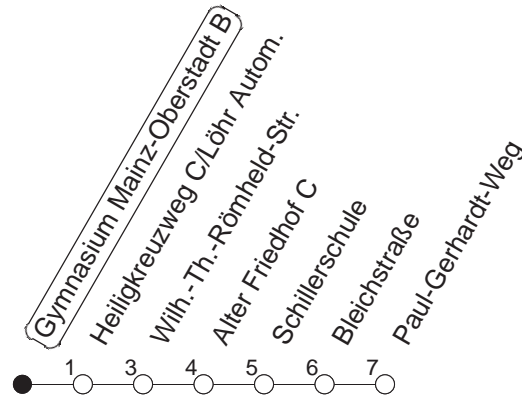 Gymnasium Mainz-Oberstadt B
Heiligkreuzweg C/Löhr Autom.
Wilh.-Th.-Römheld-Str.
Alter Friedhof C
Schillerschule
Bleichstraße
Paul-Gerhardt-Weg
1 3 4 5 6 7